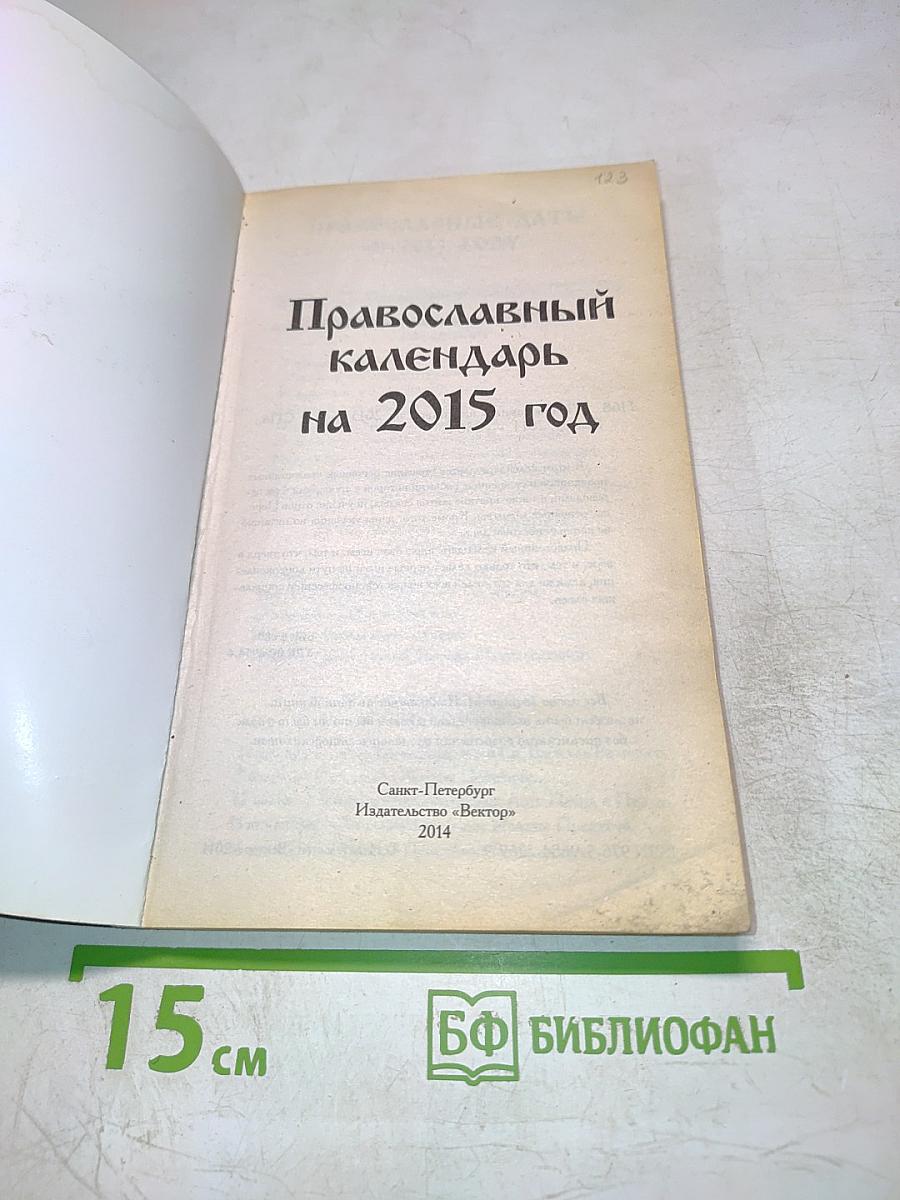 123
Православный
календарь
на 2015 год
Санкт-Петербург
Издательство «Вектор»
2014
15 см
БФ БИБЛИОФАН